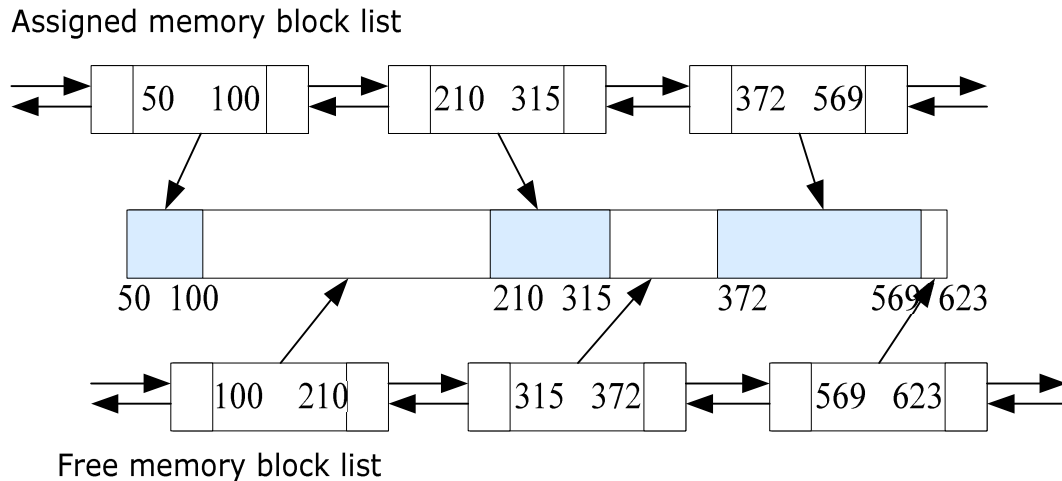 Assigned memory block list
50 100 210 315 372 569
50 100 210 315 372 569 623
100 210 315 372 569 623
Free memory block list